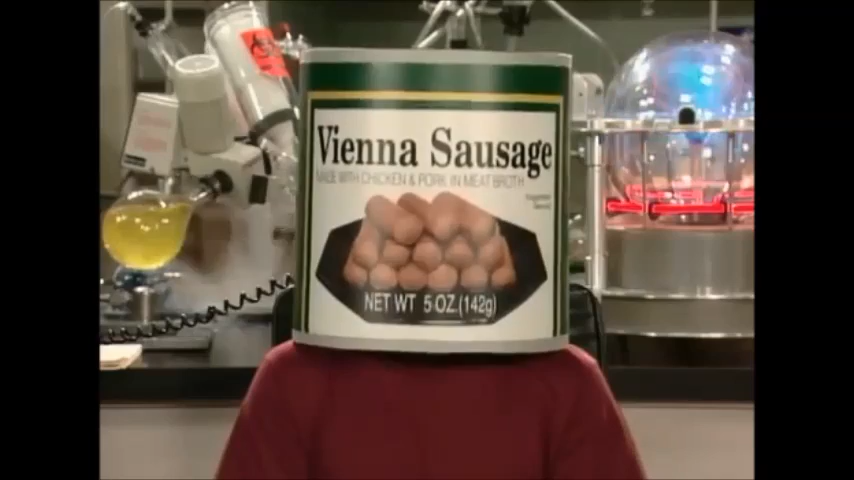 Vienna Sausage
MADE WITH CHICKEN & PORK IN MEAT BROTH
NET WT 5 OZ.(142g)